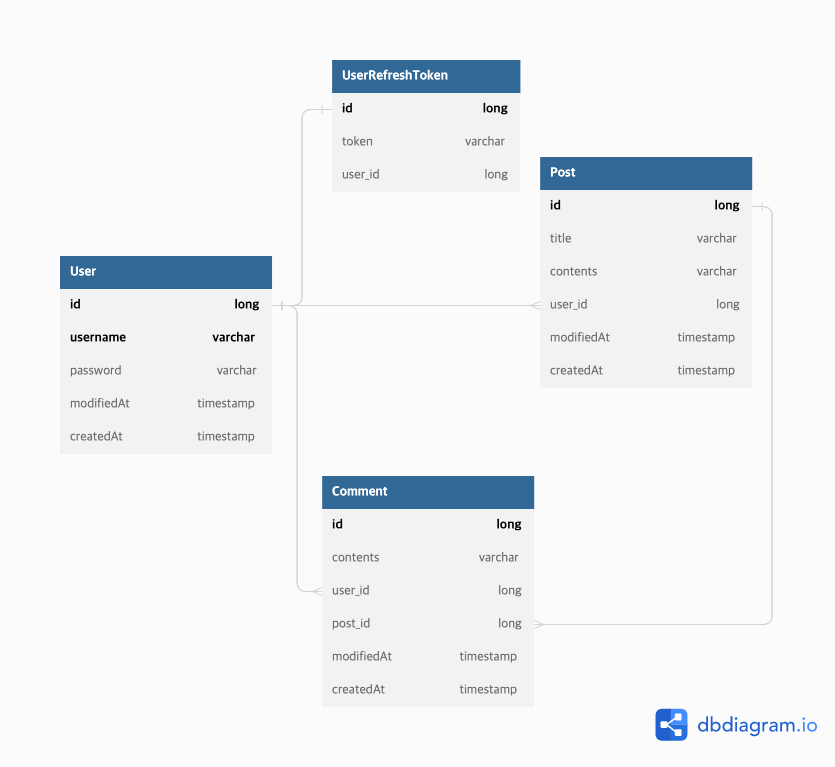 UserRefreshToken
id long
token varchar
user_id long
Post
id long
title varchar
contents varchar
user_id long
modifiedAt timestamp
createdAt timestamp
User
id long
username varchar
password varchar
modifiedAt timestamp
createdAt timestamp
Comment
id long
contents varchar
user_id long
post_id long
modifiedAt timestamp
createdAt timestamp
dbdiagram.io